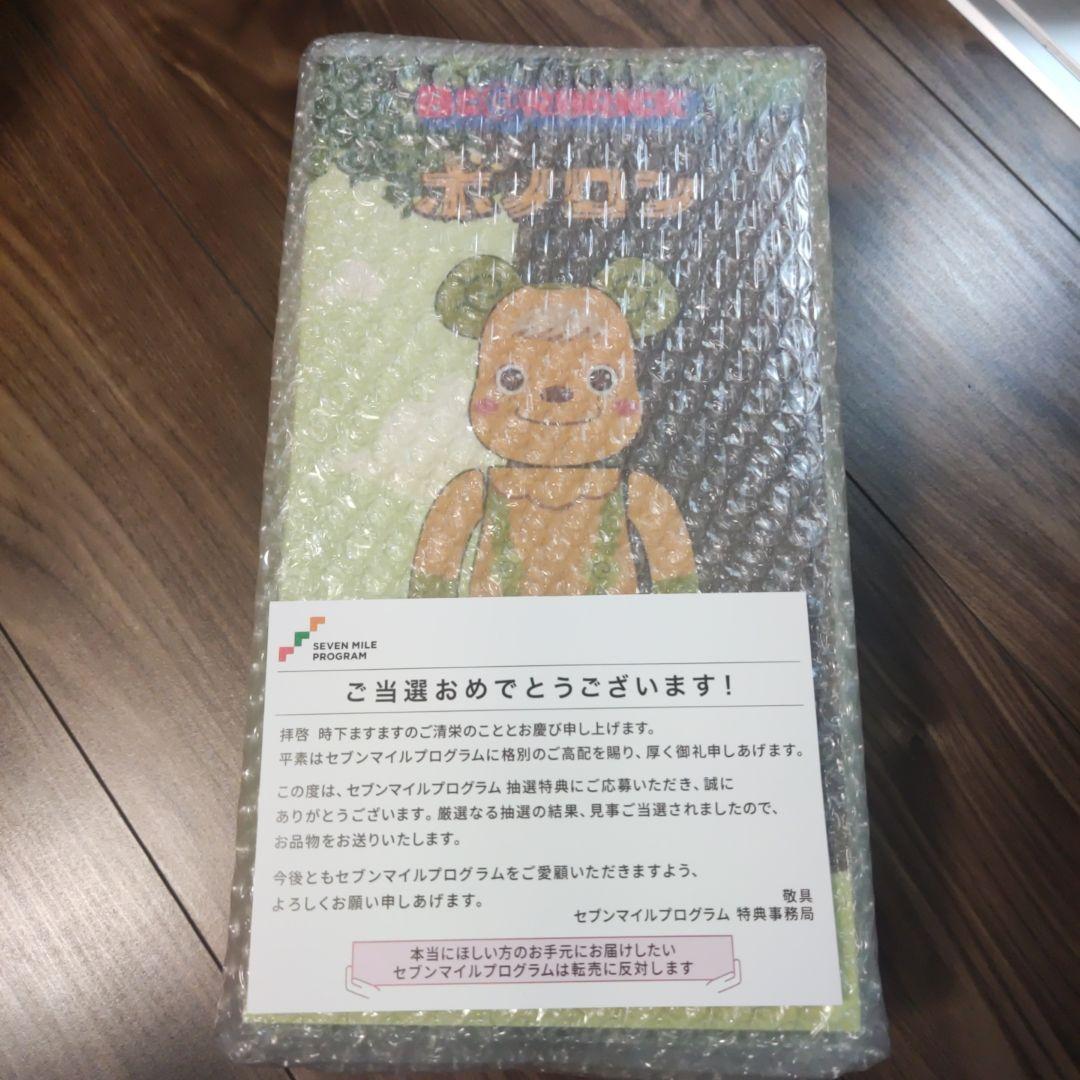 BE@RBRICK
ボノロン
SEVEN MILE
PROGRAM
ご当選おめでとうございます！
拝啓 時下ますますのご清栄のこととお慶び申し上げます。
平素はセブンマイルプログラムに格別のご高配を賜り、厚く御礼申しあげます。
この度は、セブンマイルプログラム 抽選特典にご応募いただき、誠に
ありがとうございます。厳選なる抽選の結果、見事ご当選されましたので、
お品物をお送りいたします。
今後ともセブンマイルプログラムをご愛顧いただきますよう、
よろしくお願い申しあげます。
敬具
セブンマイルプログラム 特典事務局
本当にほしい方のお手元にお届けしたい
セブンマイルプログラムは転売に反対します